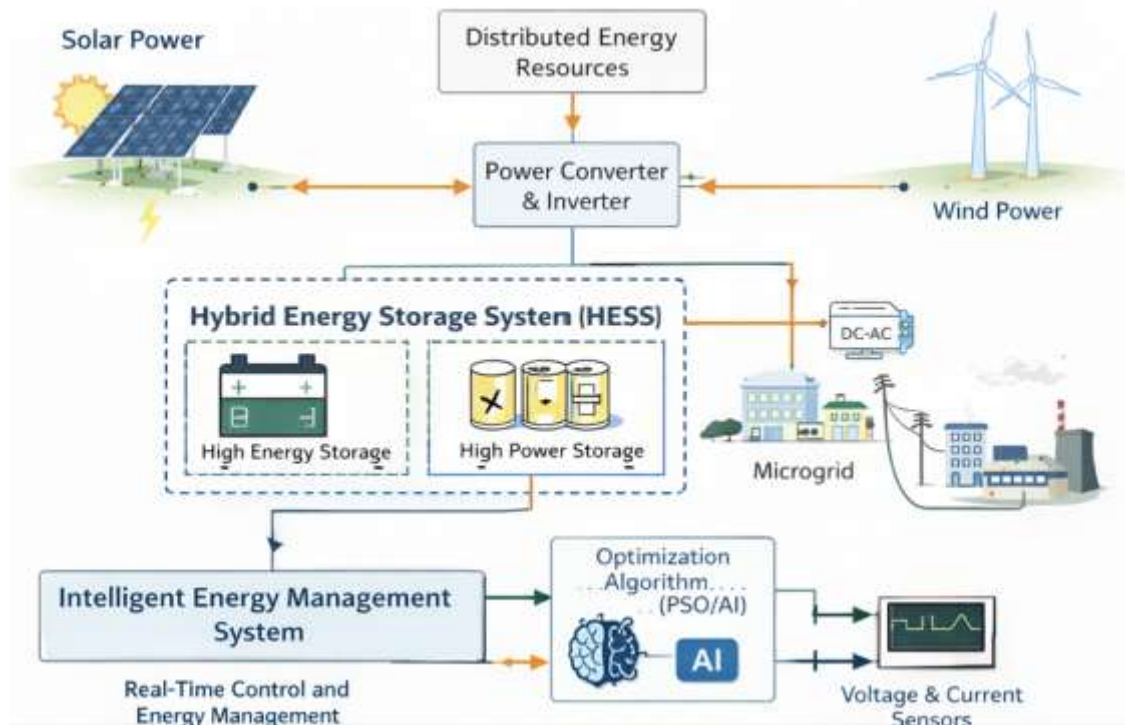 Solar Power
Distributed Energy
Resources
Power Converter
& Inverter
Wind Power
Hybrid Energy Storage System (HESS)
DC-AC
High Energy Storage
High Power Storage
Microgrid
Intelligent Energy Management
System
Optimization
Algorithm....
(PSO/AI)
AI
Real-Time Control and
Energy Management
Voltage & Current
Sensors